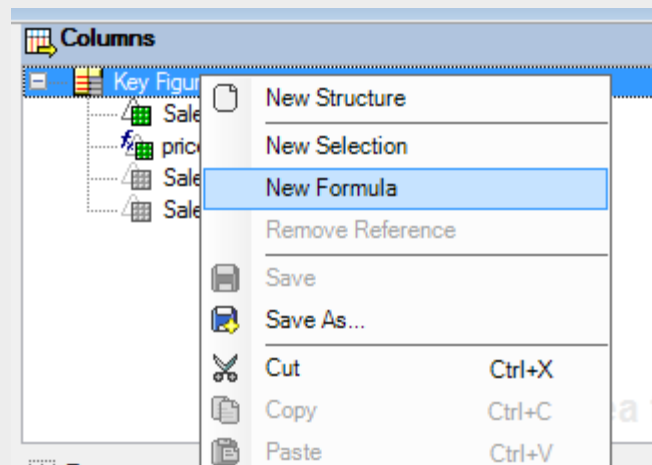 Columns
Key Figur
Sale
New Structure
price
New Selection
Sale
New Formula
Sale
Remove Reference
Save
Save As...
Cut Ctrl+X
Copy Ctrl+C
Paste Ctrl+V